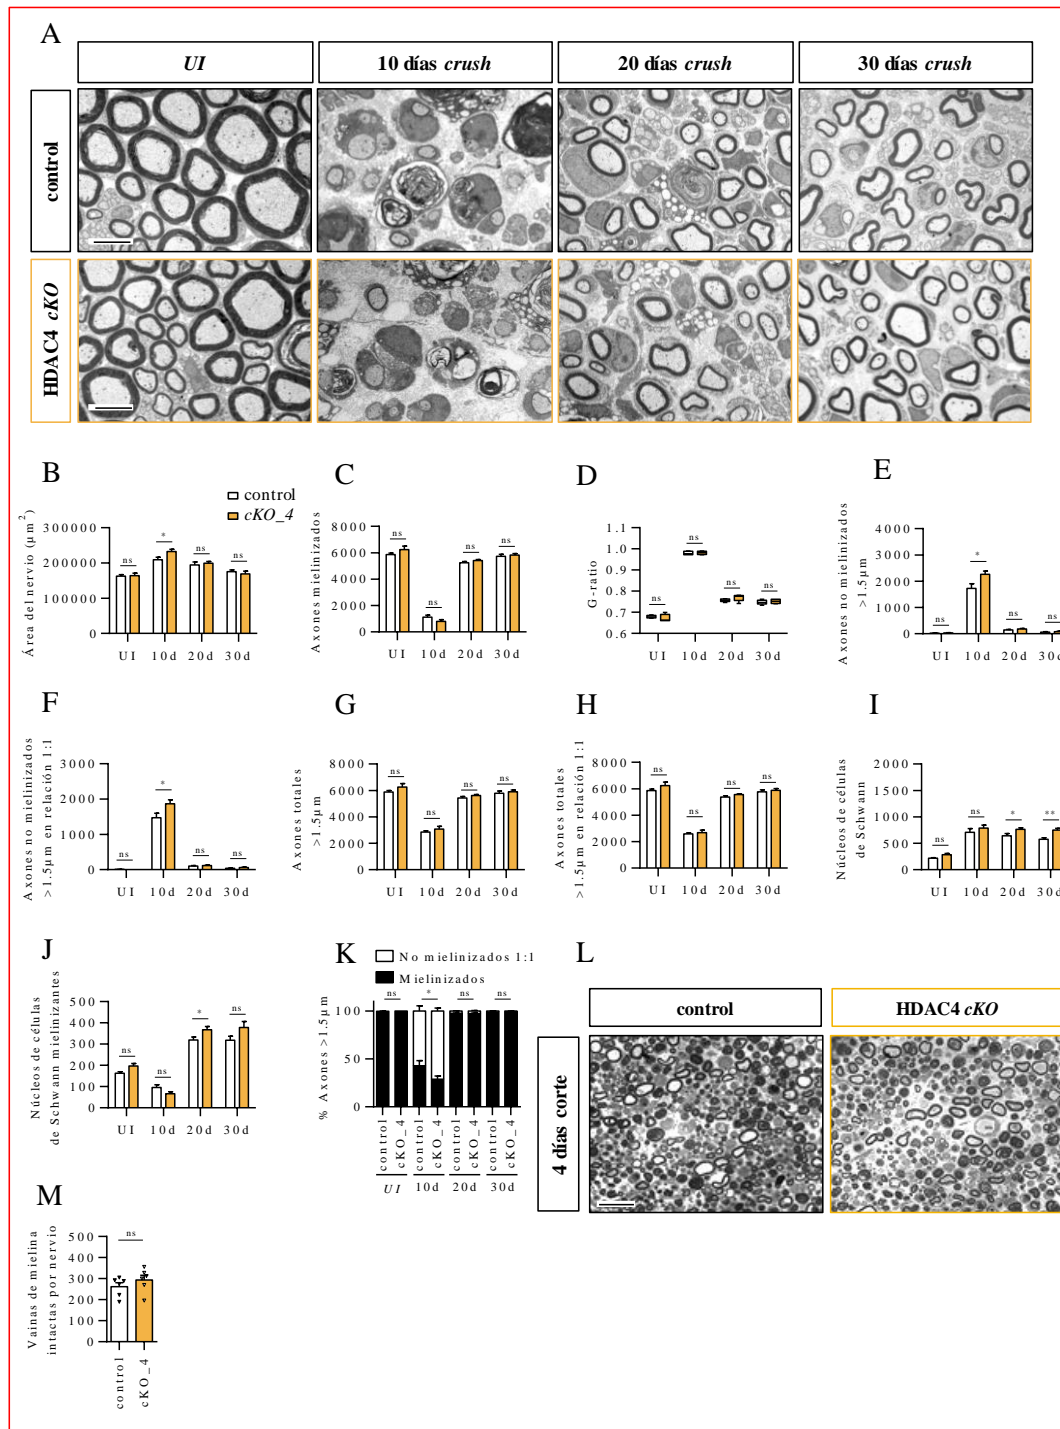 A
UI
10 días crush
20 días crush
30 días crush
control
HDAC4 cKO
B
control
cKO_4
Área del nervio (µm²)
300000
200000
100000
0
ns
*
ns
ns
UI 10d 20d 30d
C
Axones mielinizados
8000
6000
4000
2000
0
ns
ns
ns
ns
UI 10d 20d 30d
D
G-ratio
1.1
1.0
0.9
0.8
0.7
0.6
ns
ns
ns
ns
UI 10d 20d 30d
E
Axones no mielinizados
>1.5µm
4000
3000
2000
1000
0
ns
*
ns
ns
UI 10d 20d 30d
F
Axones no mielinizados
>1.5µm en relación 1:1
3000
2000
1000
0
ns
*
ns
ns
UI 10d 20d 30d
G
Axones totales
>1.5µm
8000
6000
4000
2000
0
ns
ns
ns
ns
UI 10d 20d 30d
H
Axones totales
>1.5µm en relación 1:1
8000
6000
4000
2000
0
ns
ns
ns
ns
UI 10d 20d 30d
I
Núcleos de células
de Schwann
2000
1500
1000
500
0
ns
ns
*
**
UI 10d 20d 30d
J
Núcleos de células
de Schwann mielinizantes
500
400
300
200
100
0
ns
ns
*
ns
UI 10d 20d 30d
K
No mielinizados 1:1
Mielinizados
% Axones >1.5µm
100
50
0
ns
*
ns
ns
control
cKO_4
control
cKO_4
control
cKO_4
control
cKO_4
UI 10d 20d 30d
L
control
HDAC4 cKO
4 días corte
M
Vainas de mielina
intactas por nervio
500
400
300
200
100
0
ns
control
cKO_4